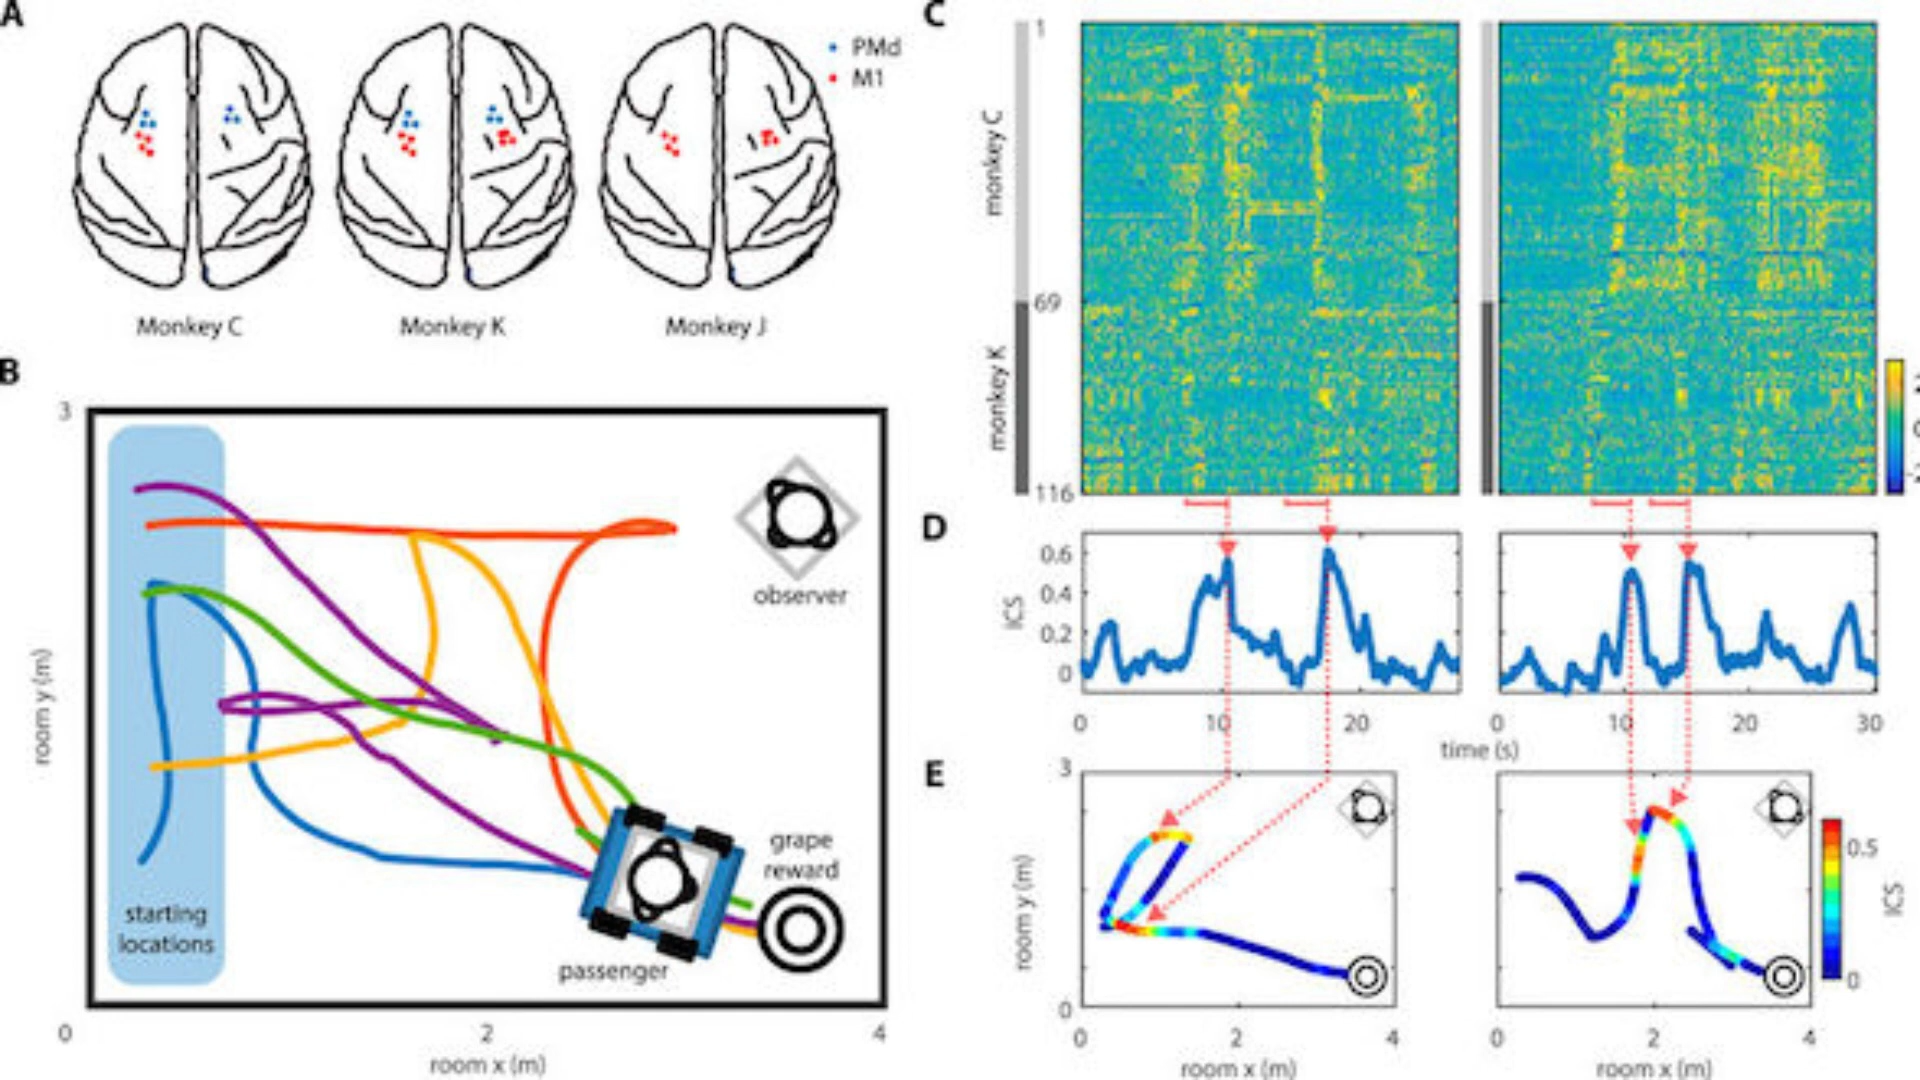 A
PMd
M1
Monkey C
Monkey K
Monkey J
B
3
room y (m)
observer
starting
locations
grape
reward
passenger
0
2
4
room x (m)
C
1
monkey C
69
monkey K
116
D
ICS
0.6
0.4
0.2
0
0
10
20
0
10
20
30
time (s)
E
3
room y (m)
0
0
2
4
room x (m)
0
2
4
room x (m)
0.5
0
ICS